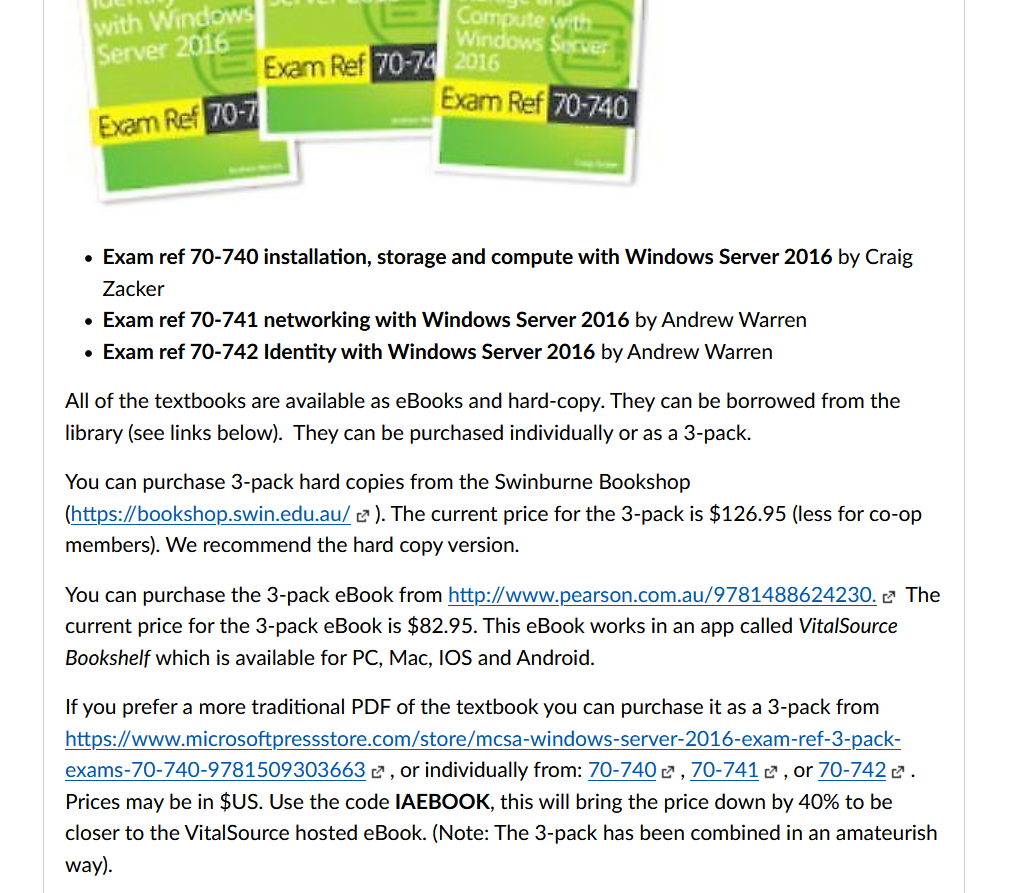 with Windows
Server 2016
Exam Ref 70-7
Exam Ref 70-74
Compute with
Windows Server
2016
Exam Ref 70-740
• Exam ref 70-740 installation, storage and compute with Windows Server 2016 by Craig
Zacker
• Exam ref 70-741 networking with Windows Server 2016 by Andrew Warren
• Exam ref 70-742 Identity with Windows Server 2016 by Andrew Warren
All of the textbooks are available as eBooks and hard-copy. They can be borrowed from the
library (see links below).  They can be purchased individually or as a 3-pack.
You can purchase 3-pack hard copies from the Swinburne Bookshop
(https://bookshop.swin.edu.au/ ). The current price for the 3-pack is $126.95 (less for co-op
members). We recommend the hard copy version.
You can purchase the 3-pack eBook from http://www.pearson.com.au/9781488624230.  The
current price for the 3-pack eBook is $82.95. This eBook works in an app called VitalSource
Bookshelf which is available for PC, Mac, IOS and Android.
If you prefer a more traditional PDF of the textbook you can purchase it as a 3-pack from
https://www.microsoftpressstore.com/store/mcsa-windows-server-2016-exam-ref-3-pack-
exams-70-740-9781509303663 , or individually from: 70-740 , 70-741 , or 70-742 .
Prices may be in $US. Use the code IAEBOOK, this will bring the price down by 40% to be
closer to the VitalSource hosted eBook. (Note: The 3-pack has been combined in an amateurish
way).